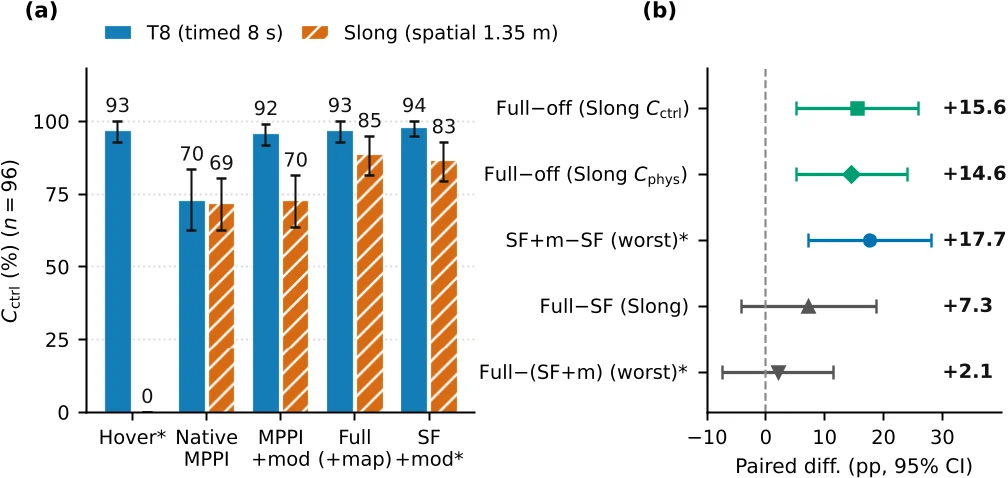 (a)
T8 (timed 8 s) Slong (spatial 1.35 m)
93 70 69 92 70 93 85 94 83
0
100
75
50
25
0
C_ctrl (%) (n = 96)
Hover* Native MPPI Full SF
MPPI +mod (+map) +mod*
(b)
Full−off (Slong C_ctrl) +15.6
Full−off (Slong C_phys) +14.6
SF+m−SF (worst)* +17.7
Full−SF (Slong) +7.3
Full−(SF+m) (worst)* +2.1
−10 0 10 20 30
Paired diff. (pp, 95% CI)